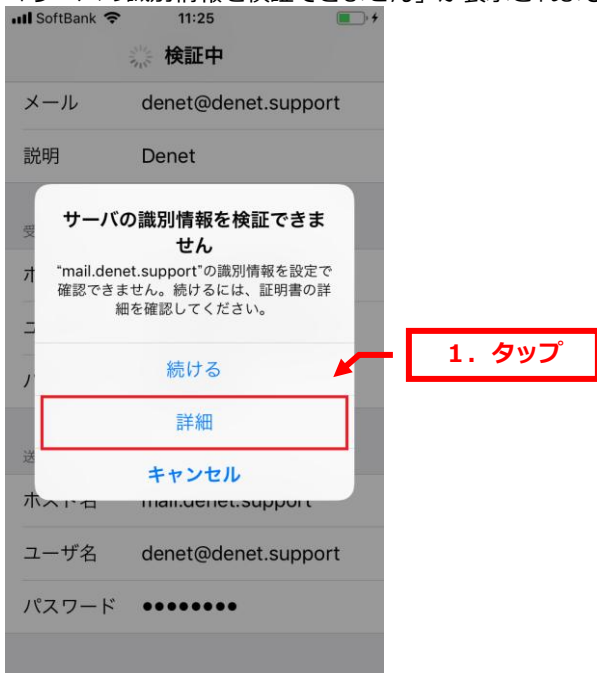 SoftBank 11:25
検証中
メール denet@denet.support
説明 Denet
サーバの識別情報を検証できま
せん
“mail.denet.support”の識別情報を設定で
確認できません。続けるには、証明書の詳
細を確認してください。
1．タップ
続ける
詳細
キャンセル
ホスト名 mail.denet.support
ユーザ名 denet@denet.support
パスワード ●●●●●●●●